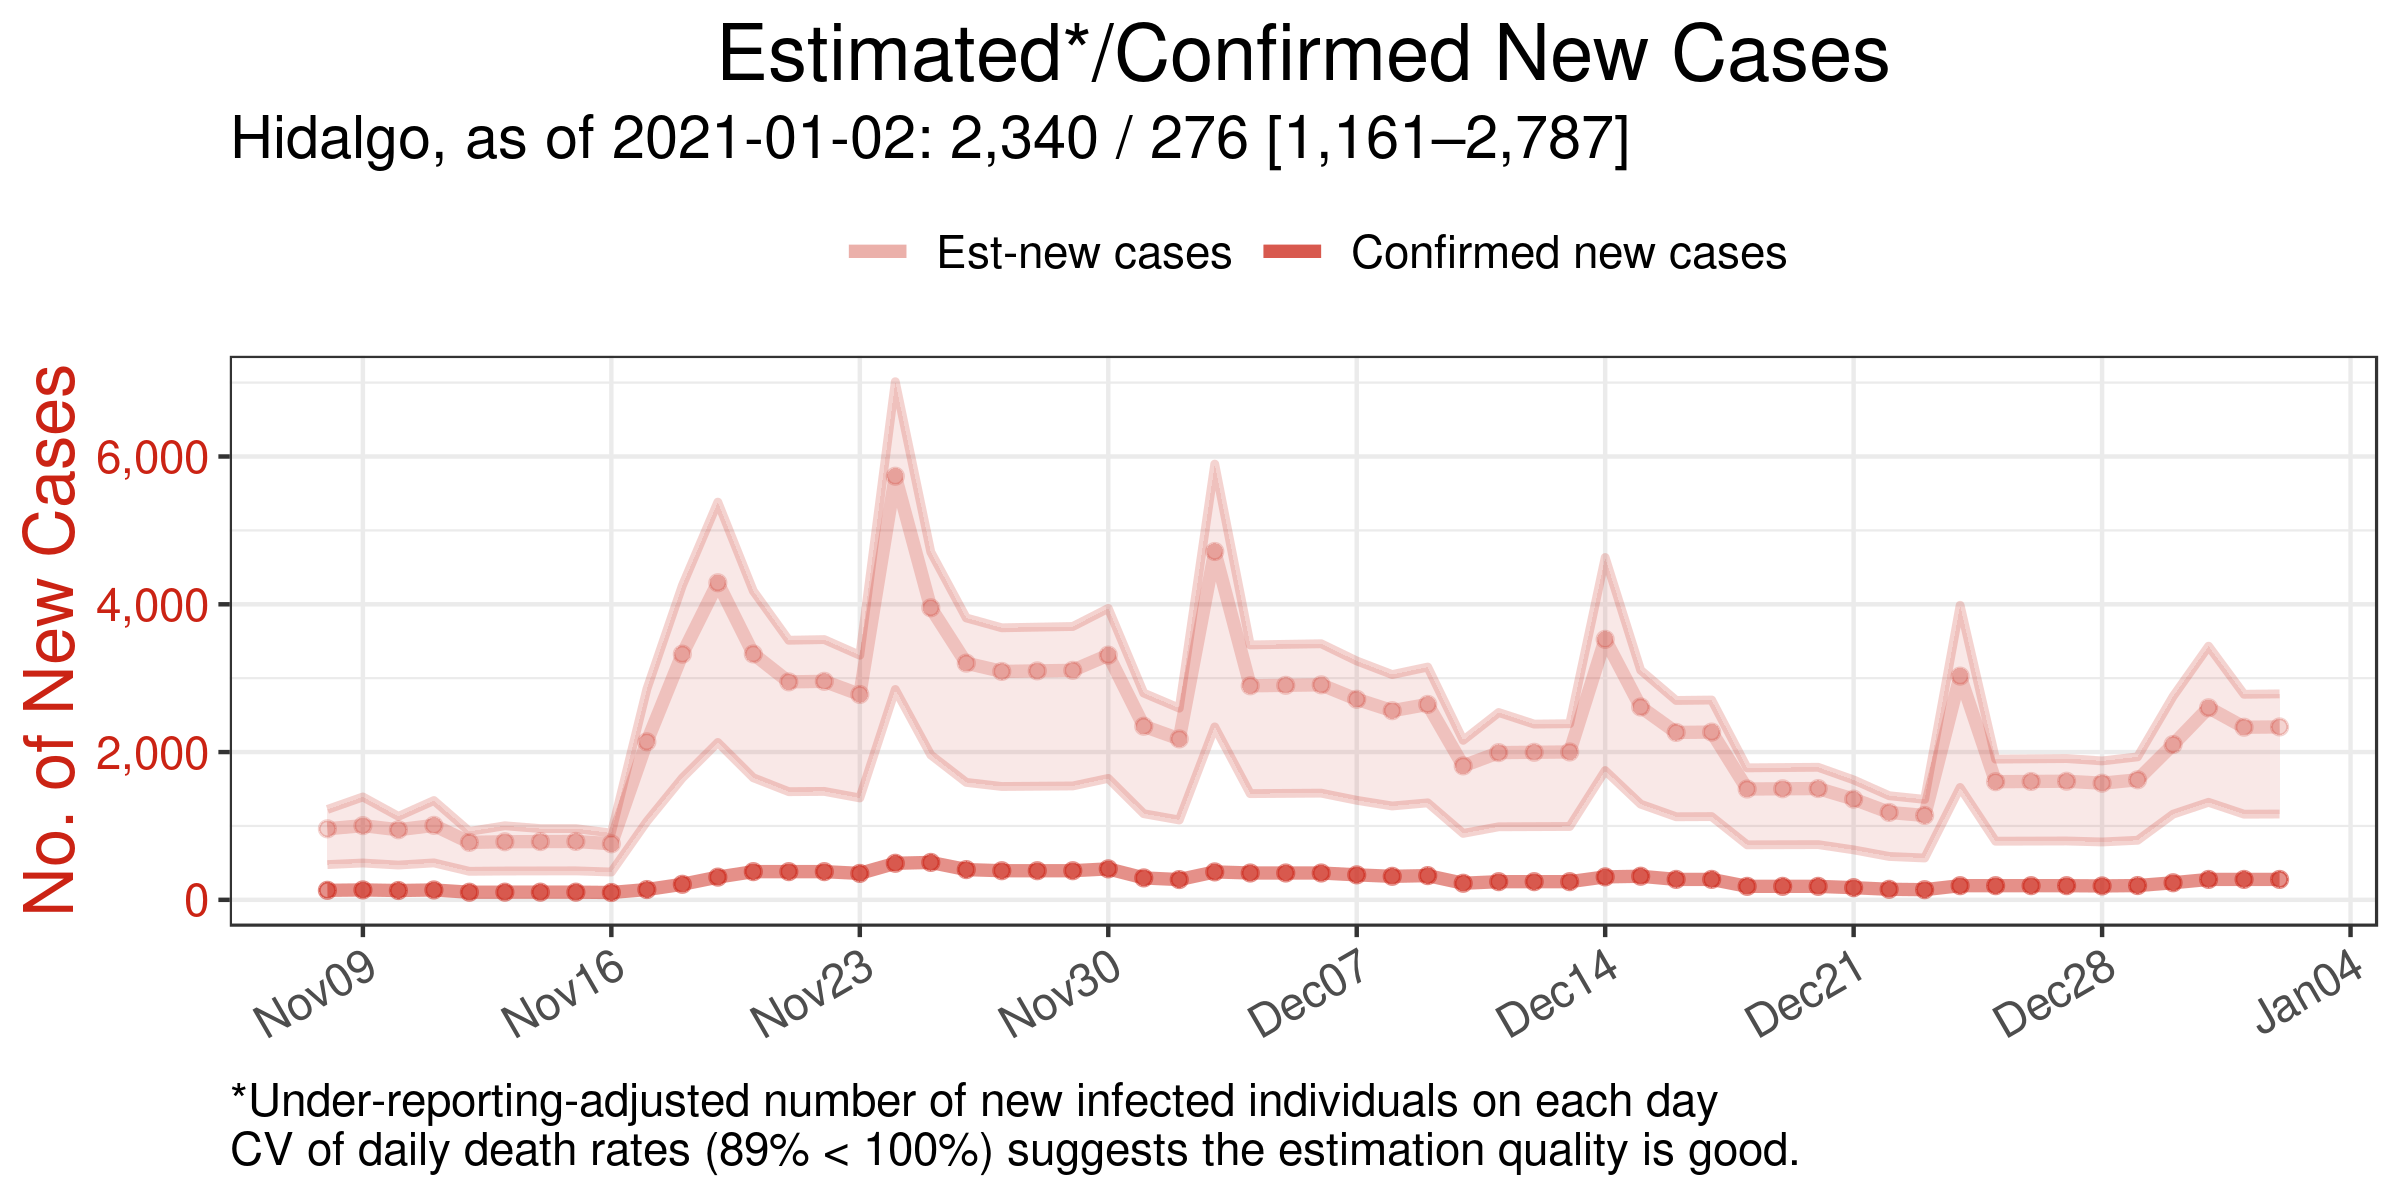 Estimated*/Confirmed New Cases
Hidalgo, as of 2021-01-02: 2,340 / 276 [1,161–2,787]
Est-new cases
Confirmed new cases
No. of New Cases
6,000
4,000
2,000
0
Nov09
Nov16
Nov23
Nov30
Dec07
Dec14
Dec21
Dec28
Jan04
*Under-reporting-adjusted number of new infected individuals on each day
CV of daily death rates (89% < 100%) suggests the estimation quality is good.